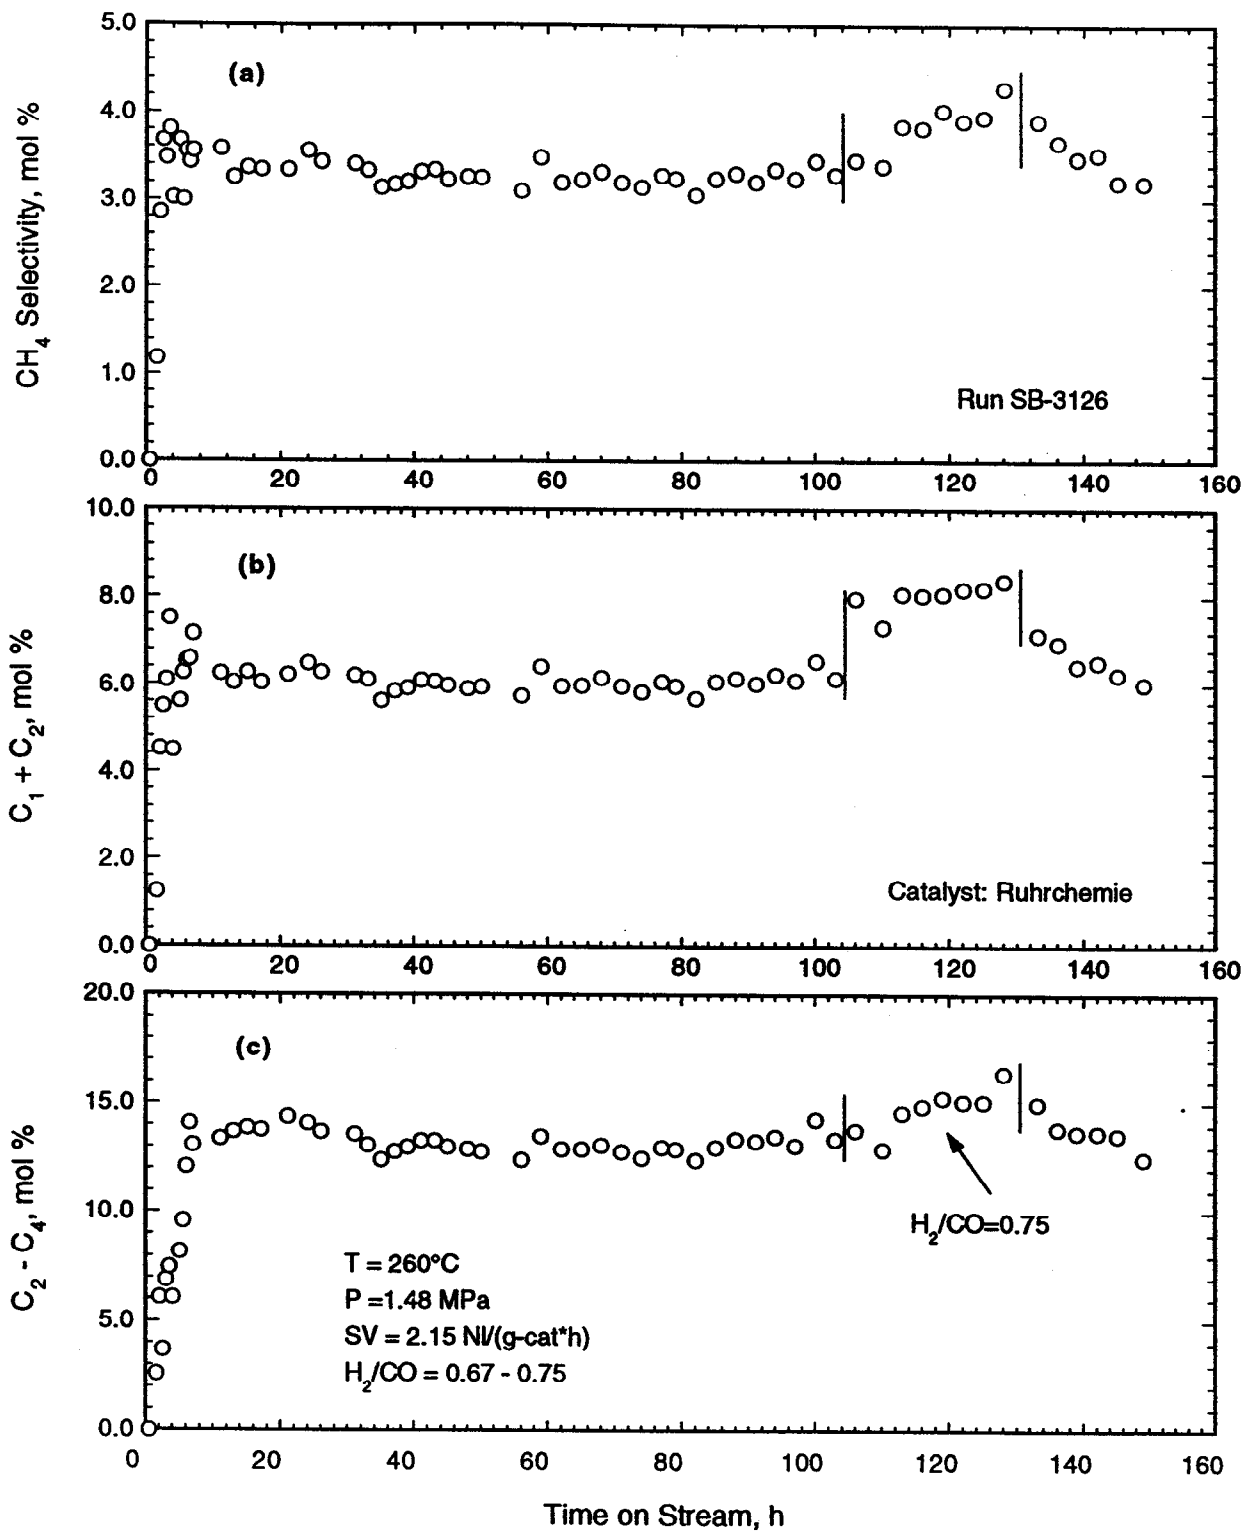 5.0
(a)
4.0
3.0
2.0
1.0
0.0
CH4 Selectivity, mol %
Run SB-3126
0 20 40 60 80 100 120 140 160
10.0
(b)
8.0
6.0
4.0
2.0
0.0
C1 + C2, mol %
Catalyst: Ruhrchemie
0 20 40 60 80 100 120 140 160
20.0
(c)
15.0
10.0
5.0
0.0
C2 - C4, mol %
H2/CO=0.75
T = 260°C
P =1.48 MPa
SV = 2.15 Nl/(g-cat*h)
H2/CO = 0.67 - 0.75
0 20 40 60 80 100 120 140 160
Time on Stream, h